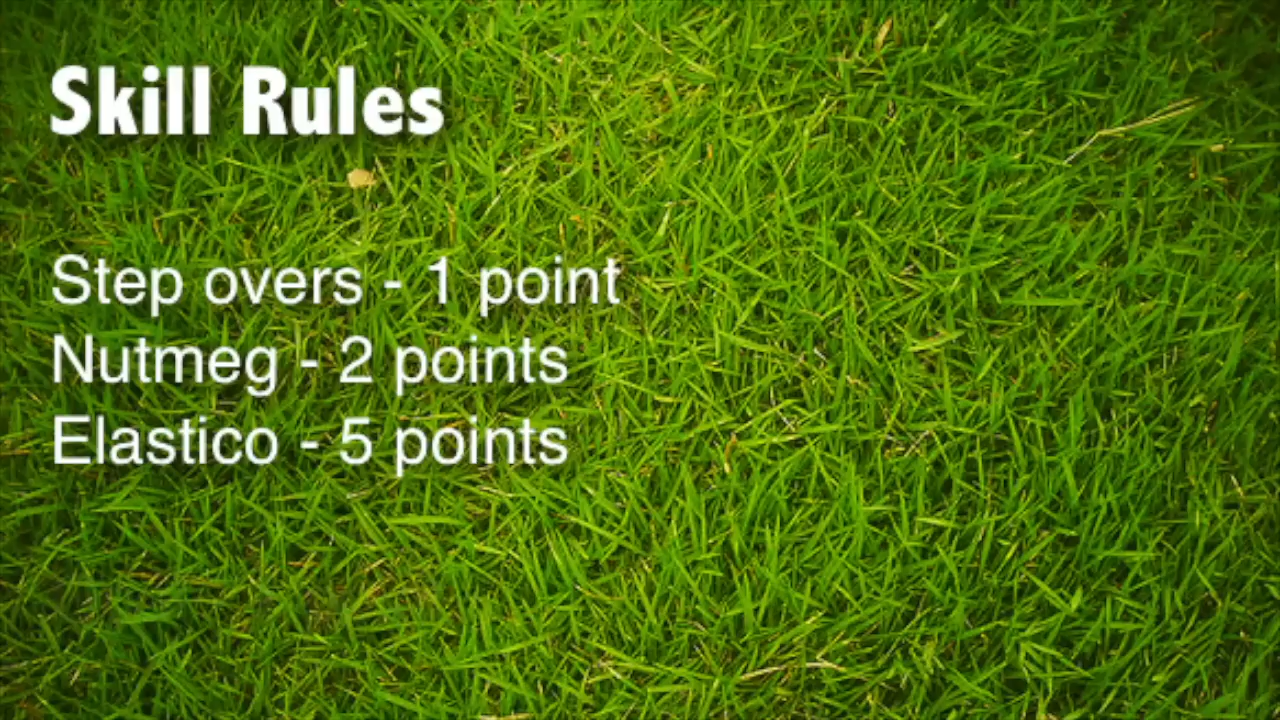 Skill Rules
Step overs - 1 point
Nutmeg - 2 points
Elastico - 5 points